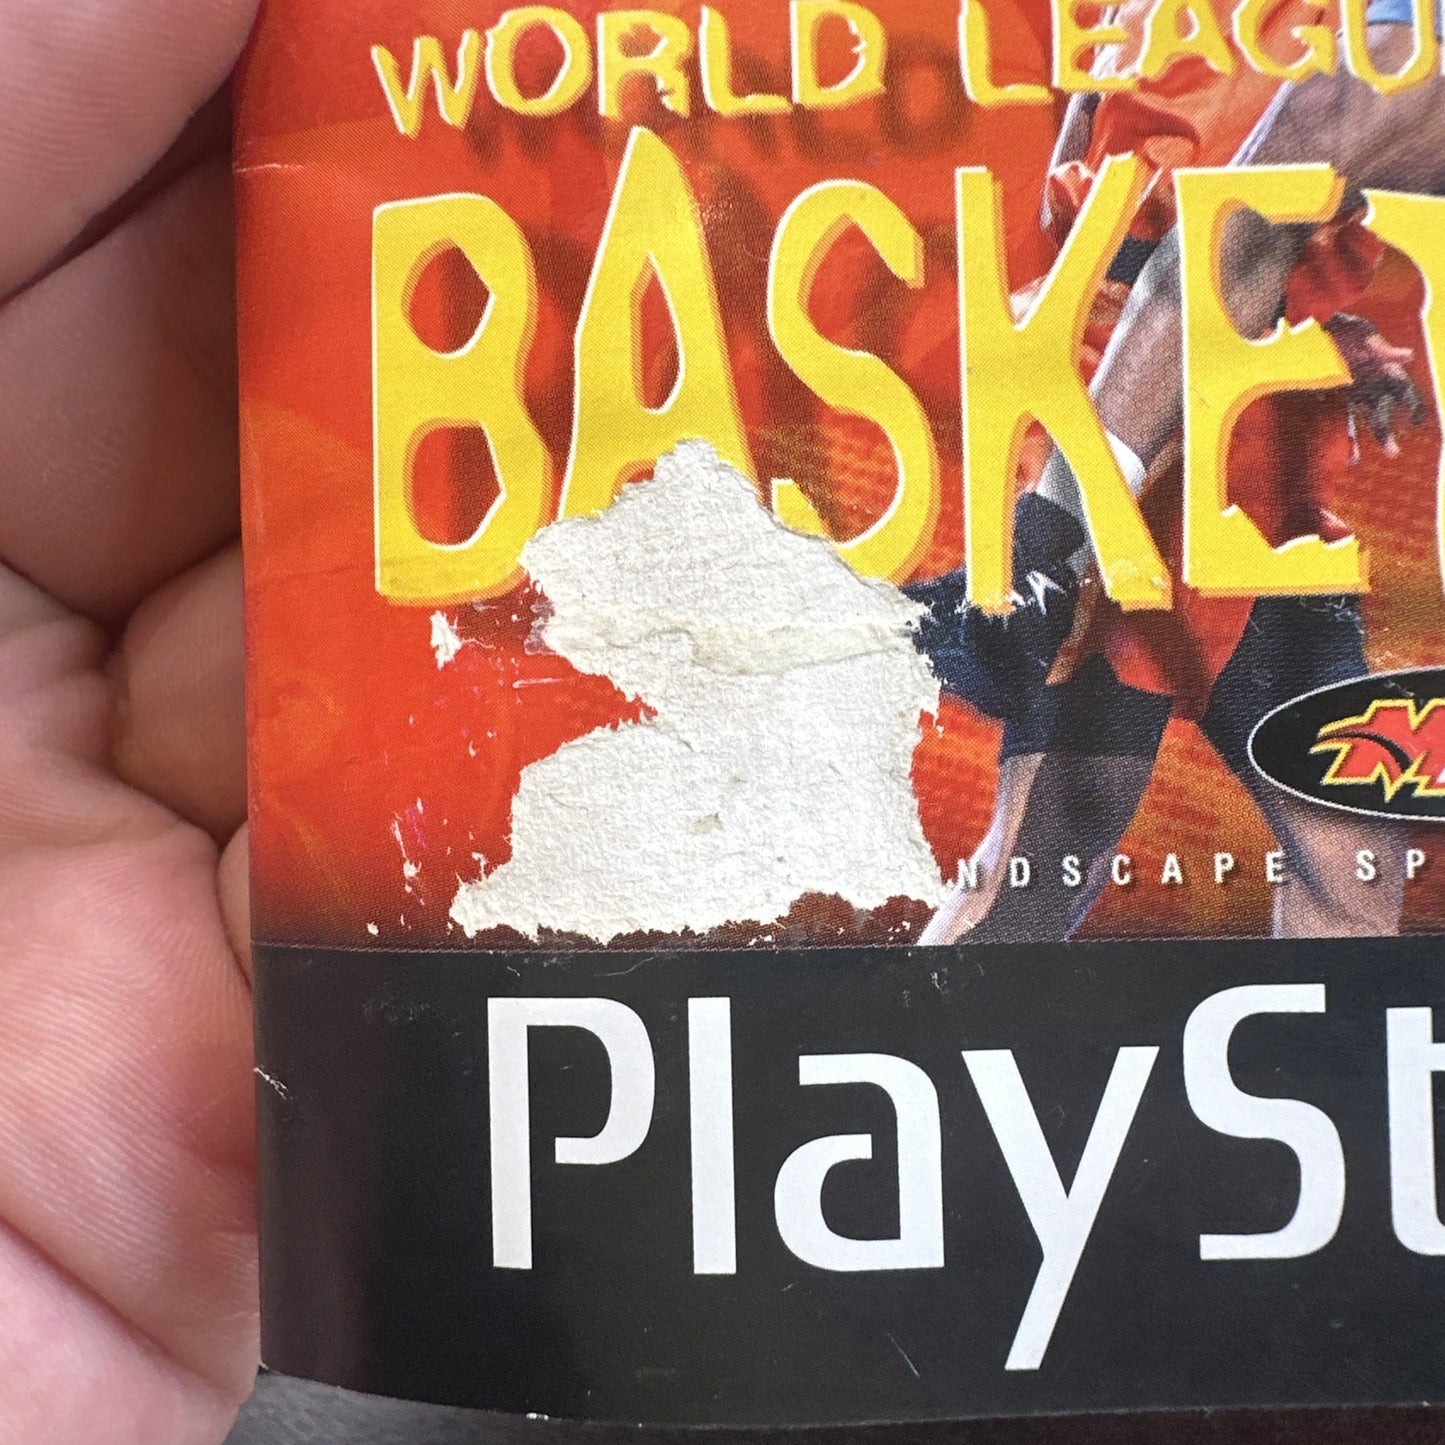 WORLD LEAGU
BASKE
M
NDSCAPE SP
PlaySt